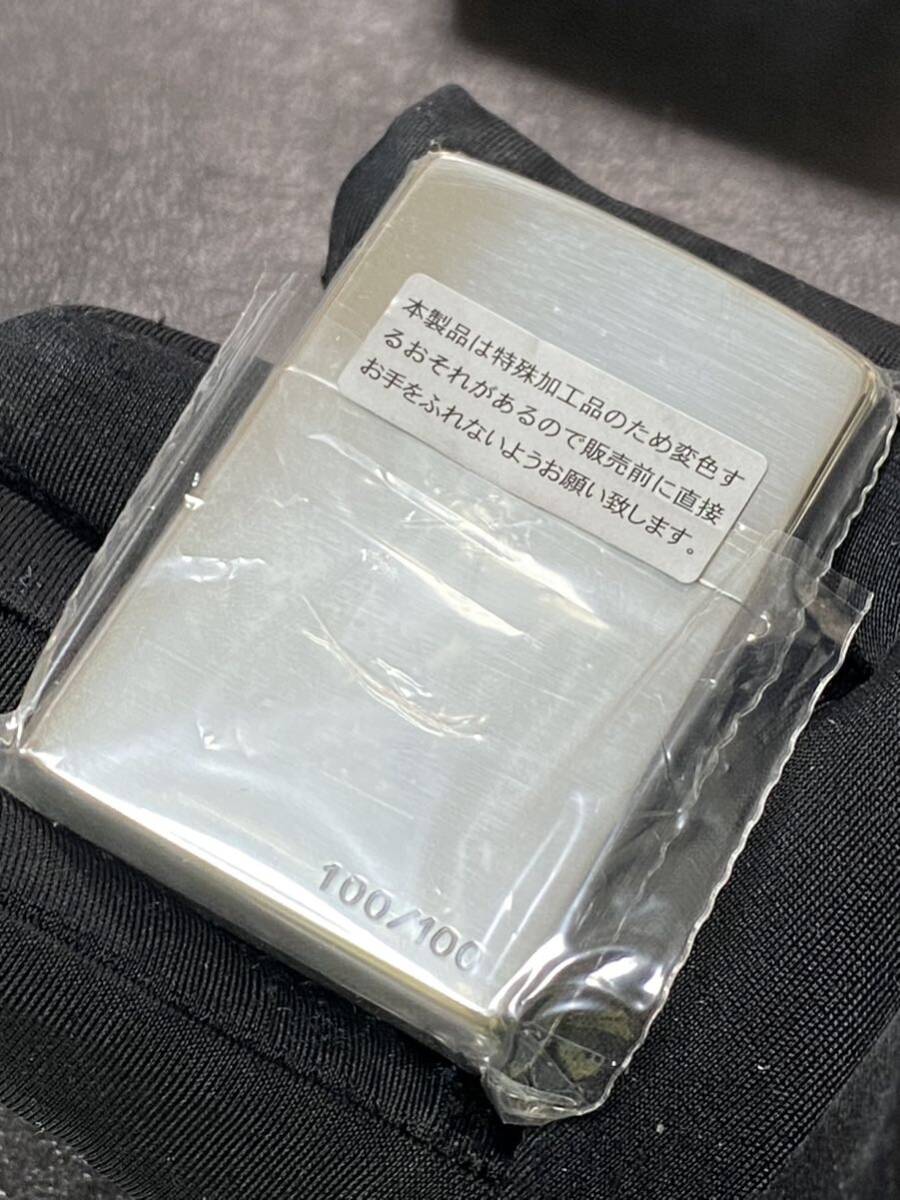 本製品は特殊加工品のため変色す
るおそれがあるので販売前に直接
お手をふれないようお願い致します。
100/100